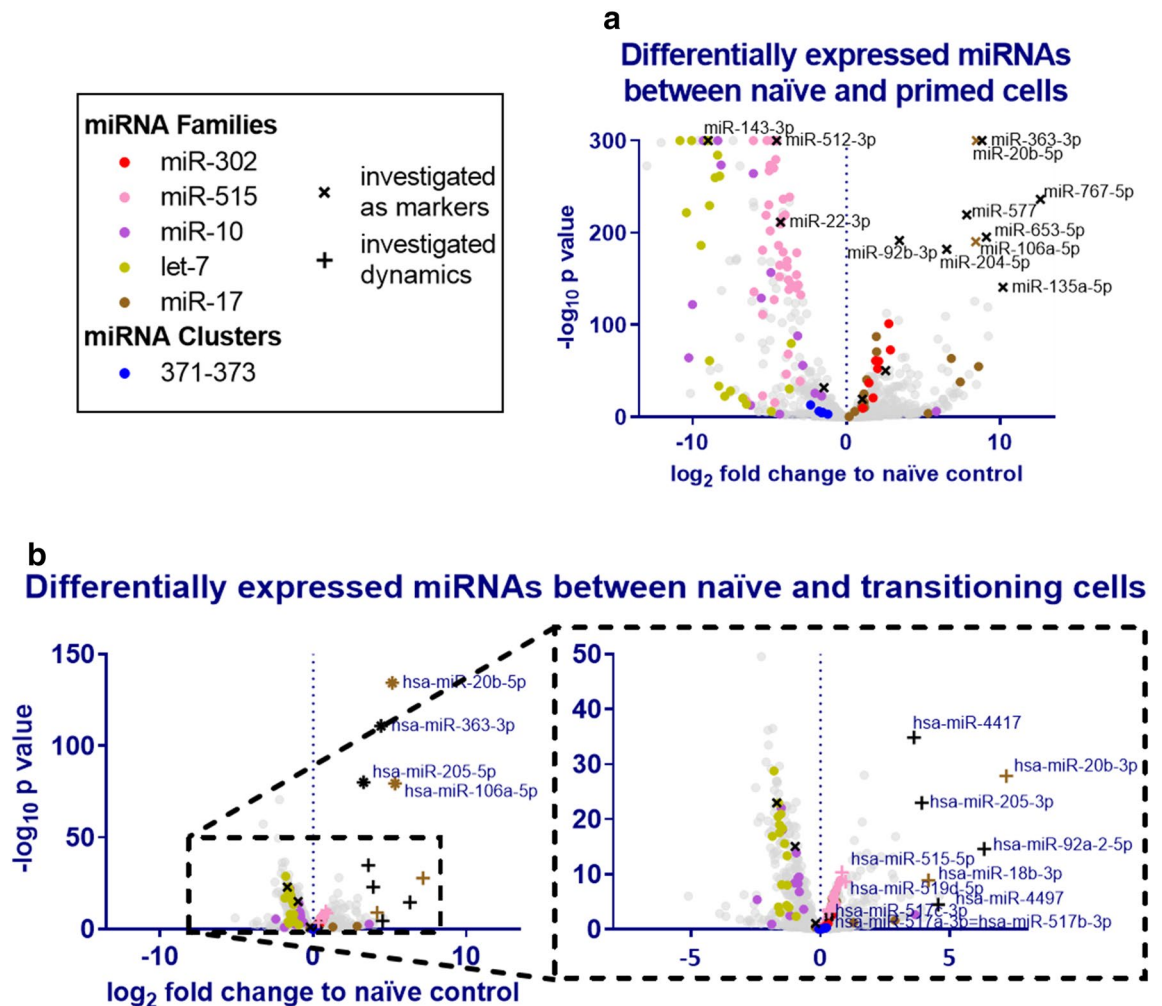 a
Differentially expressed miRNAs
between naïve and primed cells
miRNA Families
miR-302
miR-515
miR-10
let-7
miR-17
miRNA Clusters
371-373
investigated
as markers
investigated
dynamics
-log10 p value
300
200
100
0
-10
0
10
log2 fold change to naïve control
miR-143-3p
miR-512-3p
miR-363-3p
miR-20b-5p
miR-767-5p
miR-577
miR-22-3p
miR-653-5p
miR-92b-3p
miR-106a-5p
miR-204-5p
miR-135a-5p
b
Differentially expressed miRNAs between naïve and transitioning cells
-log10 p value
150
100
50
0
-10
0
10
log2 fold change to naïve control
hsa-miR-20b-5p
hsa-miR-363-3p
hsa-miR-205-5p
hsa-miR-106a-5p
50
40
30
20
10
0
-5
0
5
hsa-miR-4417
hsa-miR-20b-3p
hsa-miR-205-3p
hsa-miR-92a-2-5p
hsa-miR-515-5p
hsa-miR-18b-3p
hsa-miR-519d-5p
hsa-miR-4497
hsa-miR-517c-3p
hsa-miR-517a-3p=hsa-miR-517b-3p